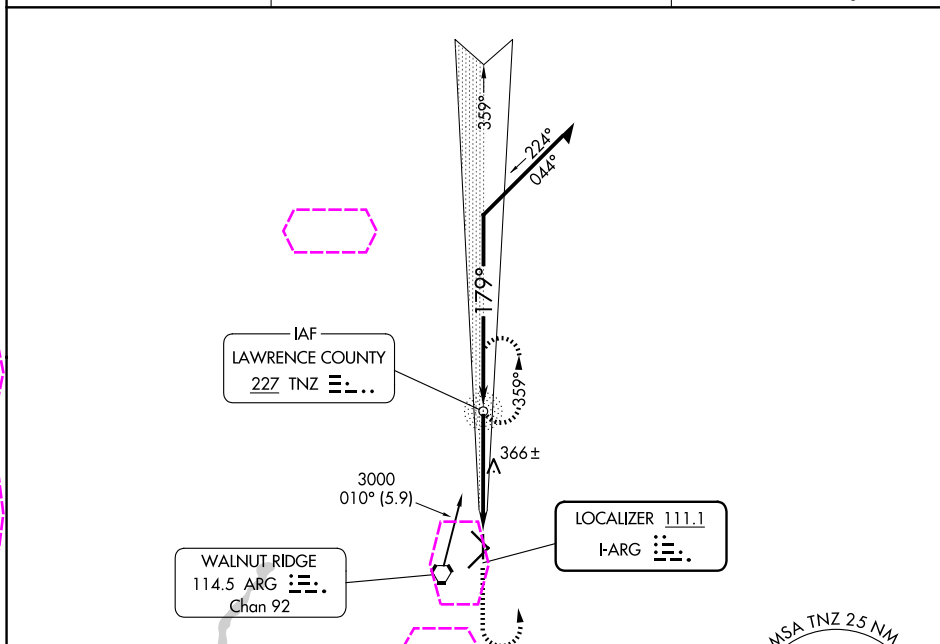 359°
224°
044°
179°
IAF
LAWRENCE COUNTY
227 TNZ
359°
366±
3000
010° (5.9)
LOCALIZER 111.1
I-ARG
WALNUT RIDGE
114.5 ARG
Chan 92
MSA TNZ 25 NM